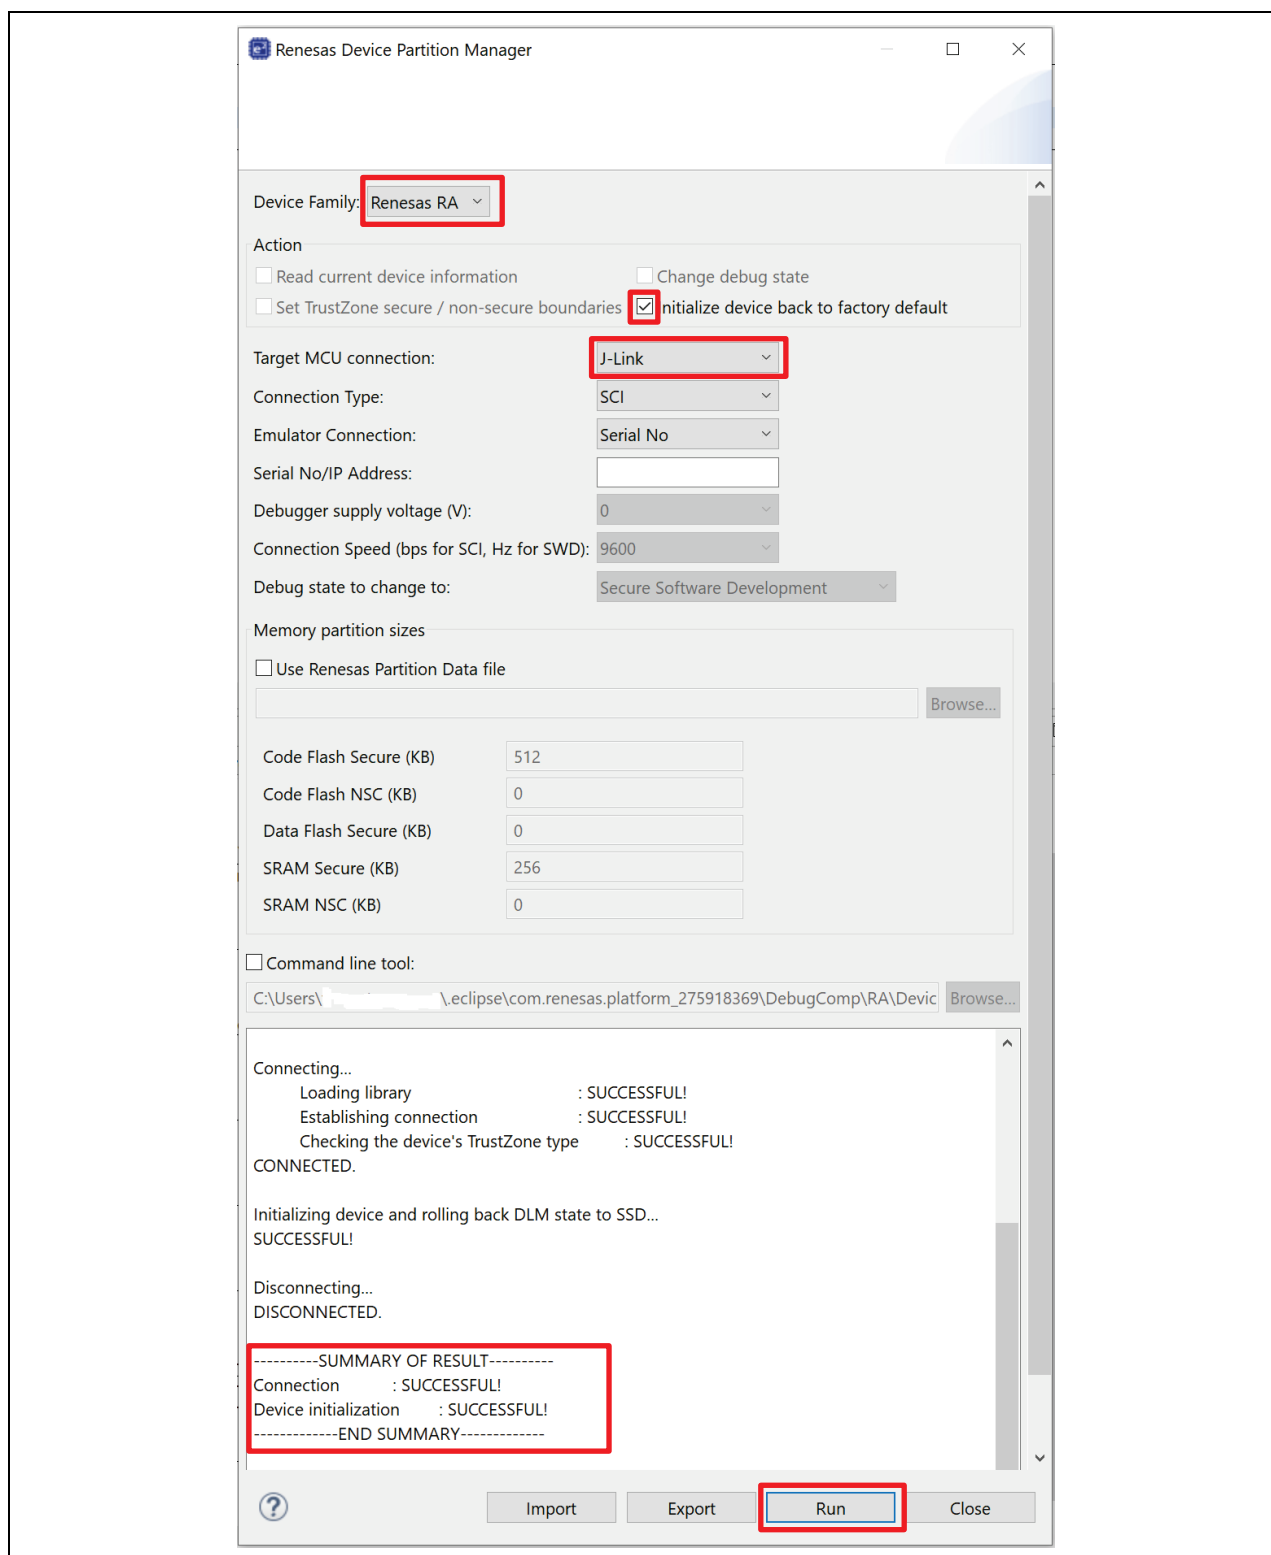 Renesas Device Partition Manager
Device Family: Renesas RA
Action
Read current device information Change debug state
Set TrustZone secure / non-secure boundaries nitialize device back to factory default
Target MCU connection: J-Link
Connection Type: SCI
Emulator Connection: Serial No
Serial No/IP Address:
Debugger supply voltage (V): 0
Connection Speed (bps for SCI, Hz for SWD): 9600
Debug state to change to: Secure Software Development
Memory partition sizes
Use Renesas Partition Data file
Browse...
Code Flash Secure (KB) 512
Code Flash NSC (KB) 0
Data Flash Secure (KB) 0
SRAM Secure (KB) 256
SRAM NSC (KB) 0
Command line tool:
C:\Users\ \.eclipse\com.renesas.platform_275918369\DebugComp\RA\Devic Browse...
Connecting...
Loading library : SUCCESSFUL!
Establishing connection : SUCCESSFUL!
Checking the device's TrustZone type : SUCCESSFUL!
CONNECTED.
Initializing device and rolling back DLM state to SSD...
SUCCESSFUL!
Disconnecting...
DISCONNECTED.
----------SUMMARY OF RESULT----------
Connection : SUCCESSFUL!
Device initialization : SUCCESSFUL!
-------------END SUMMARY-------------
Import Export Run Close